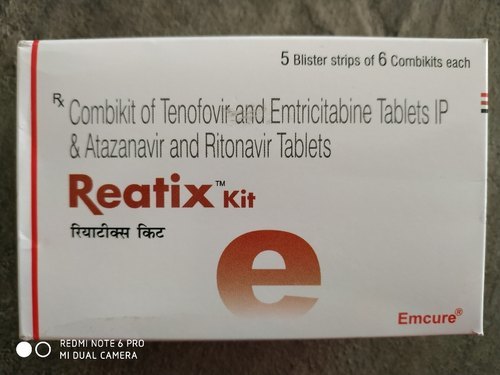 5 Blister strips of 6 Combikits each
Rx Combikit of Tenofovir and Emtricitabine Tablets IP
& Atazanavir and Ritonavir Tablets
Reatix™ Kit
रियाटीक्स किट
e
Emcure®
REDMI NOTE 6 PRO
MI DUAL CAMERA